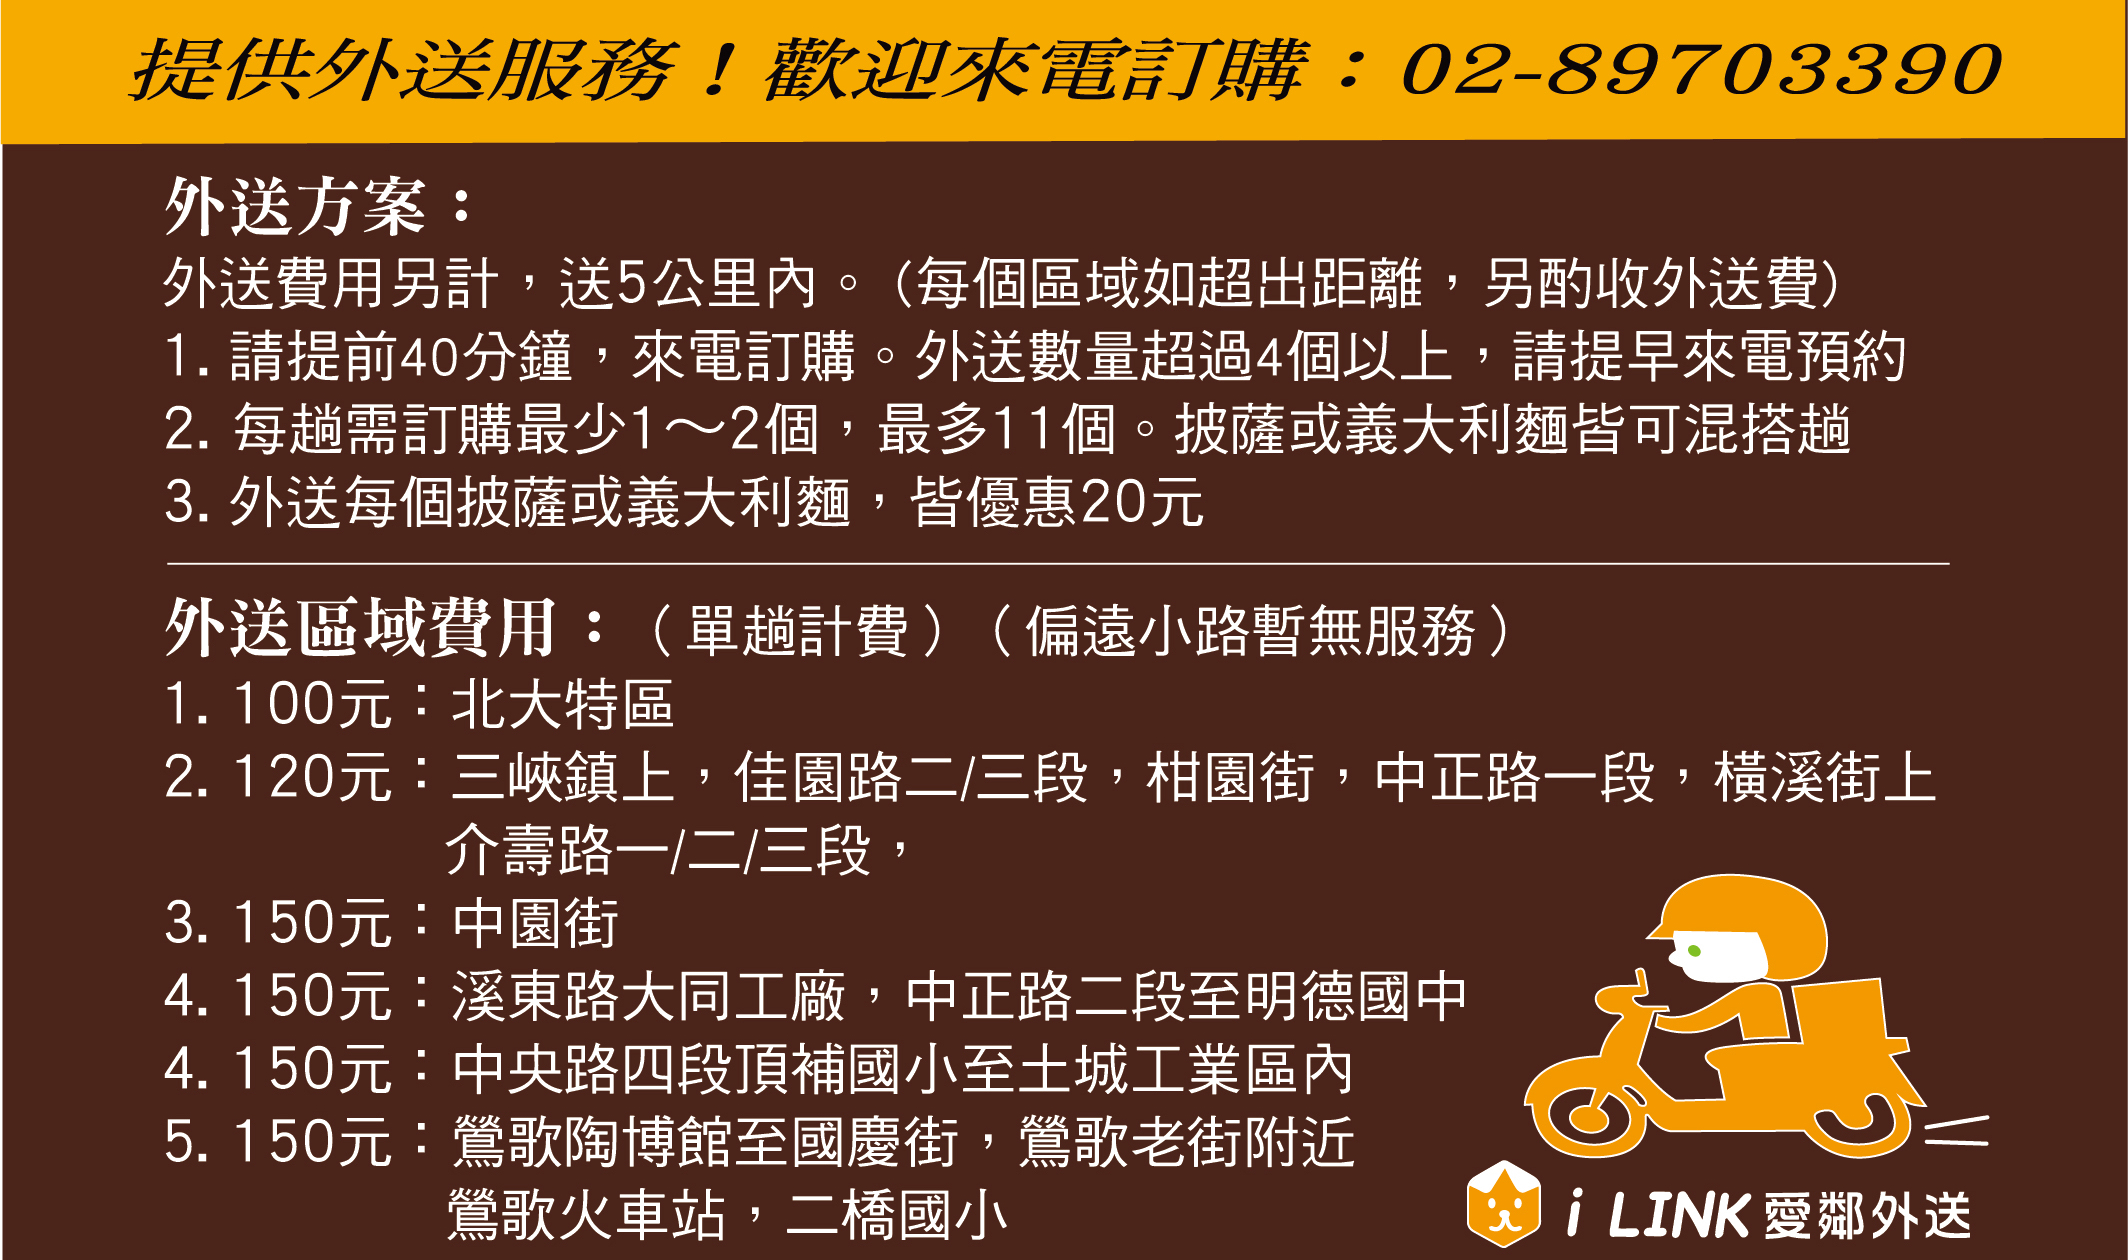 提供外送服務！歡迎來電訂購：02-89703390
外送方案：
外送費用另計，送5公里內。(每個區域如超出距離，另酌收外送費)
1. 請提前40分鐘，來電訂購。外送數量超過4個以上，請提早來電預約
2. 每趟需訂購最少1～2個，最多11個。披薩或義大利麵皆可混搭趟
3. 外送每個披薩或義大利麵，皆優惠20元
外送區域費用：（單趟計費）（偏遠小路暫無服務）
1. 100元：北大特區
2. 120元：三峽鎮上，佳園路二/三段，柑園街，中正路一段，橫溪街上
介壽路一/二/三段，
3. 150元：中園街
4. 150元：溪東路大同工廠，中正路二段至明德國中
4. 150元：中央路四段頂補國小至土城工業區內
5. 150元：鶯歌陶博館至國慶街，鶯歌老街附近
鶯歌火車站，二橋國小
i LINK 愛鄰外送